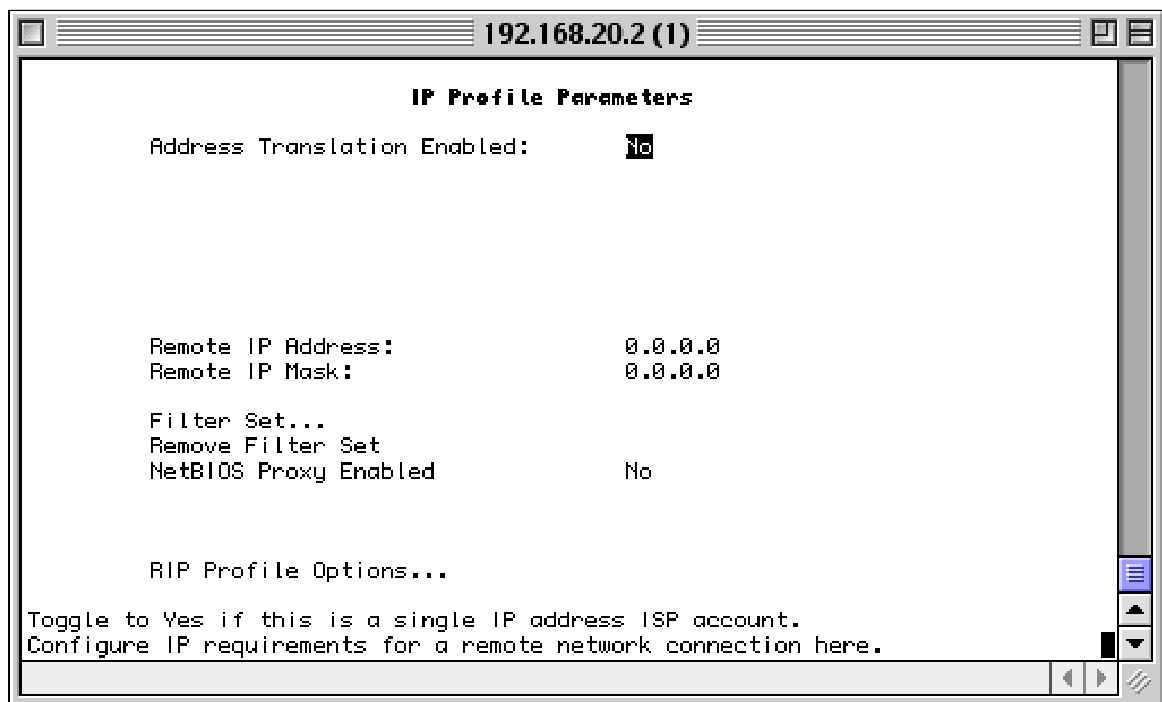 192.168.20.2 (1)
IP Profile Parameters
Address Translation Enabled: No
Remote IP Address: 0.0.0.0
Remote IP Mask: 0.0.0.0
Filter Set...
Remove Filter Set
NetBIOS Proxy Enabled No
RIP Profile Options...
Toggle to Yes if this is a single IP address ISP account.
Configure IP requirements for a remote network connection here.